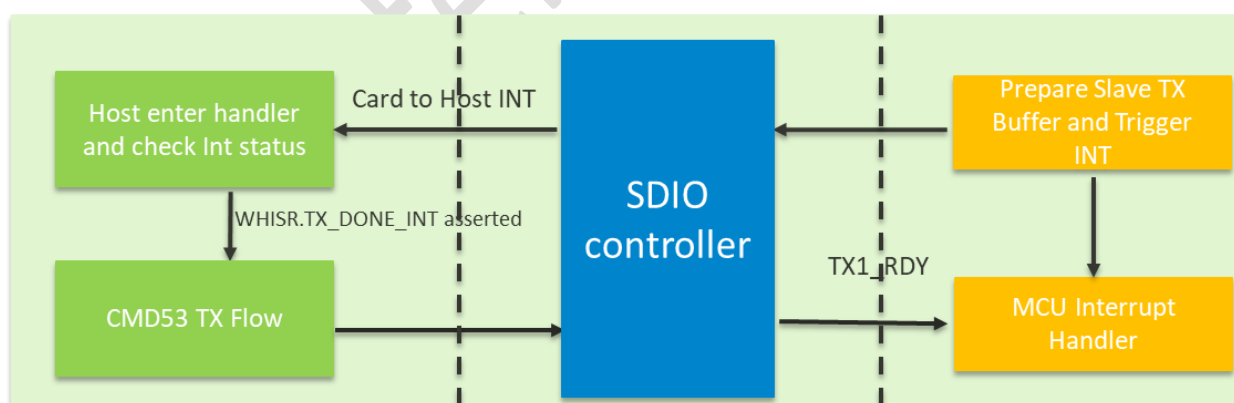 Host enter handler
and check Int status
Card to Host INT
SDIO
controller
Prepare Slave TX
Buffer and Trigger
INT
WHISR.TX_DONE_INT asserted
TX1_RDY
CMD53 TX Flow
MCU Interrupt
Handler